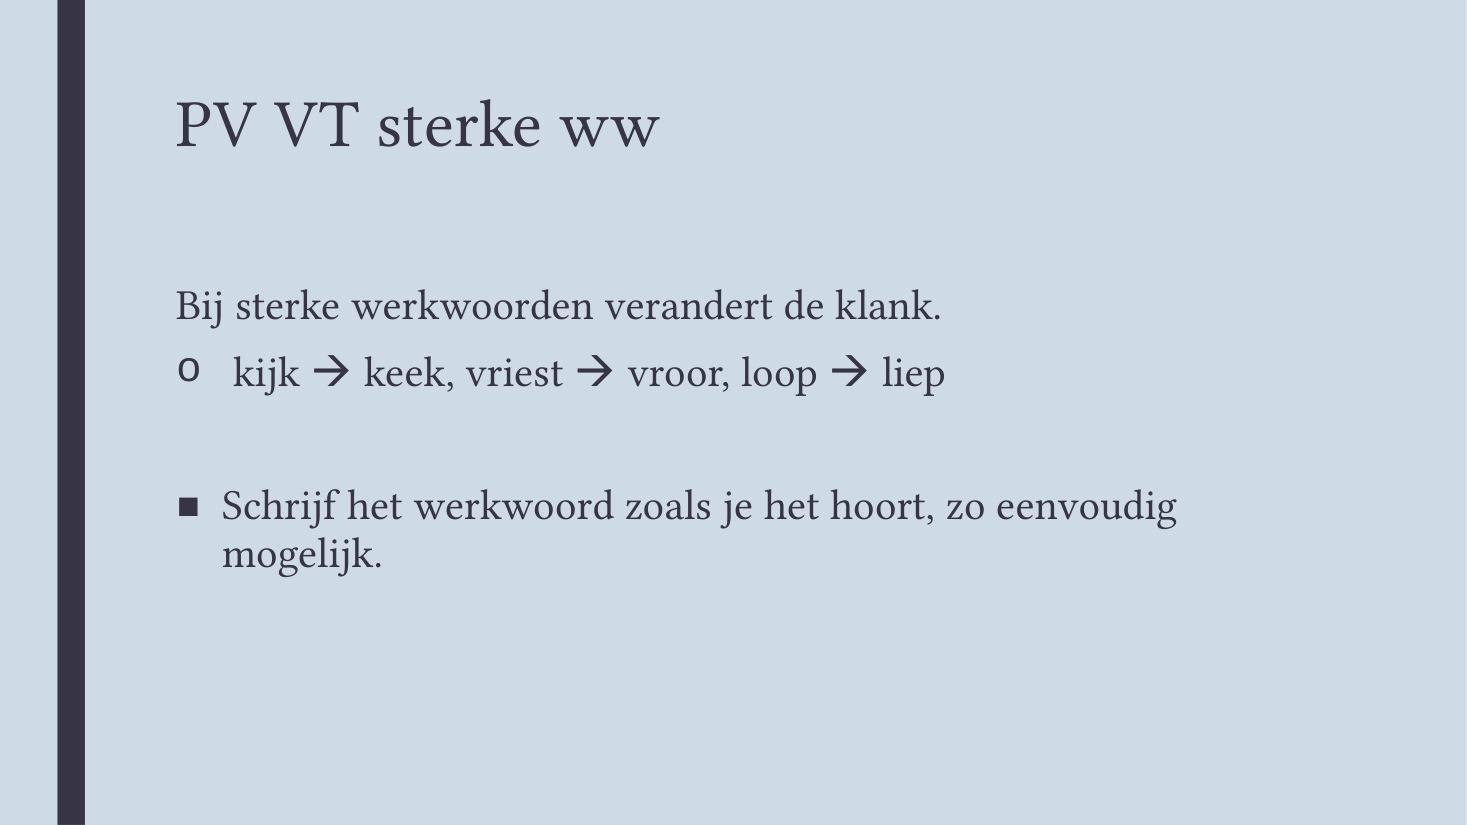 PV VT sterke ww
Bij sterke werkwoorden verandert de klank.
o kijk → keek, vriest → vroor, loop → liep
▪ Schrijf het werkwoord zoals je het hoort, zo eenvoudig
mogelijk.